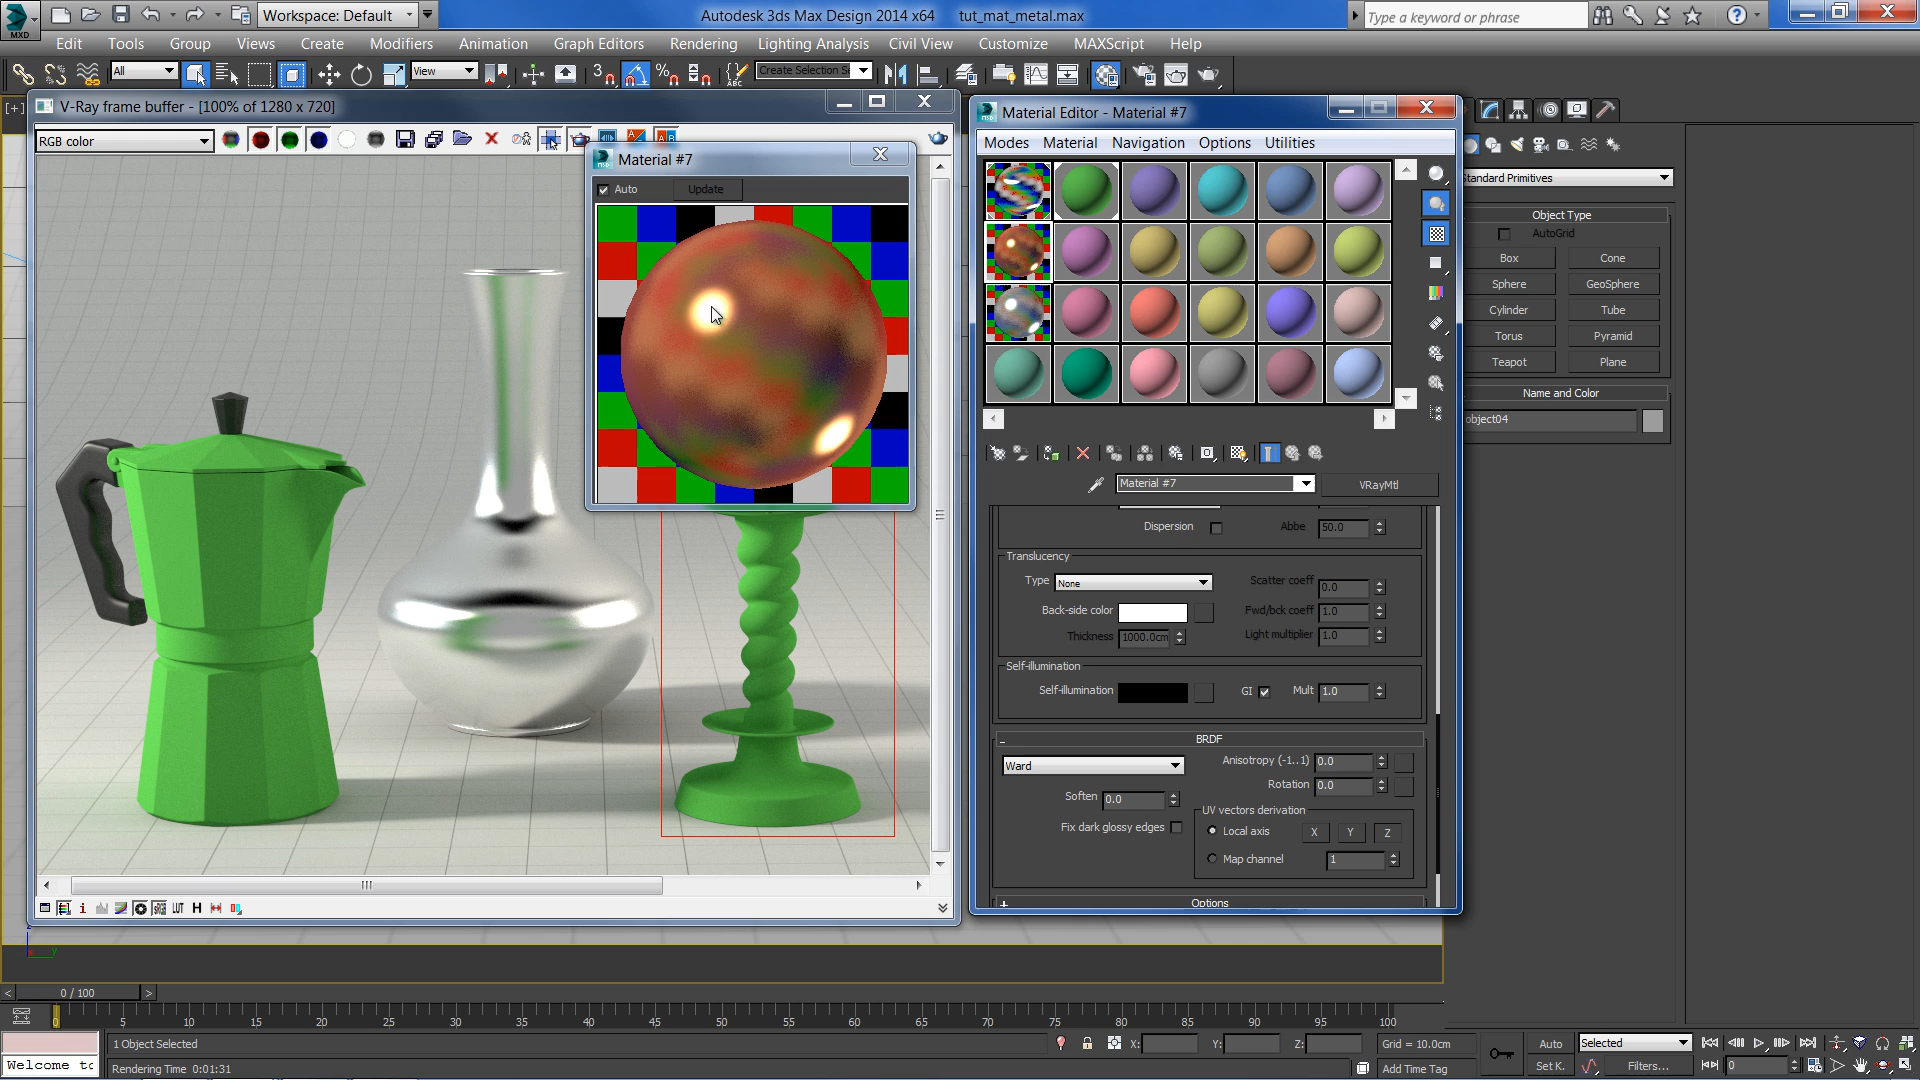 MXD
Workspace: Default
Autodesk 3ds Max Design 2014 x64 tut_mat_metal.max
Type a keyword or phrase
Edit Tools Group Views Create Modifiers Animation Graph Editors Rendering Lighting Analysis Civil View Customize MAXScript Help
All
View
3
ABC
Create Selection S
[+]
V-Ray frame buffer - [100% of 1280 x 720]
RGB color
Material #7
Auto
Update
Material Editor - Material #7
Modes Material Navigation Options Utilities
Material #7
VRayMtl
Dispersion
Abbe 50.0
Translucency
Type None
Scatter coeff 0.0
Back-side color
Fwd/bck coeff 1.0
Thickness 1000.0cm
Light multiplier 1.0
Self-illumination
Self-illumination
GI
Mult 1.0
- BRDF
Ward
Anisotropy (-1..1) 0.0
Rotation 0.0
Soften 0.0
UV vectors derivation
Fix dark glossy edges
Local axis X Y Z
Map channel 1
+ Options
Standard Primitives
Object Type
AutoGrid
Box Cone
Sphere GeoSphere
Cylinder Tube
Torus Pyramid
Teapot Plane
Name and Color
object04
LUT H
0 / 100
0 5 10 15 20 25 30 35 40 45 50 55 60 65 70 75 80 85 90 95 100
1 Object Selected
X: Y: Z:
Grid = 10.0cm
Auto
Selected
Welcome to
Rendering Time 0:01:31
Add Time Tag
Set K.
Filters...
0